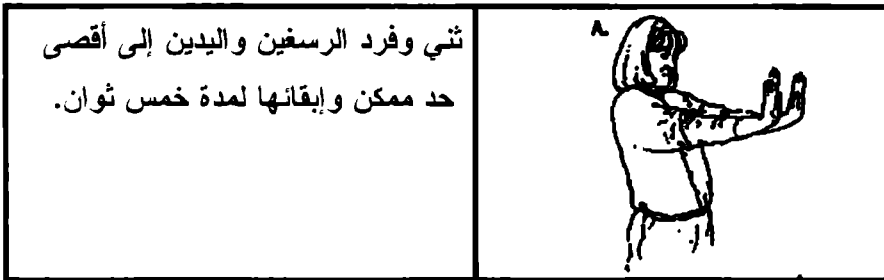 ثني وفرد الرسغين واليدين إلى أقصى
حد ممكن وإبقائها لمدة خمس ثوان.
A.